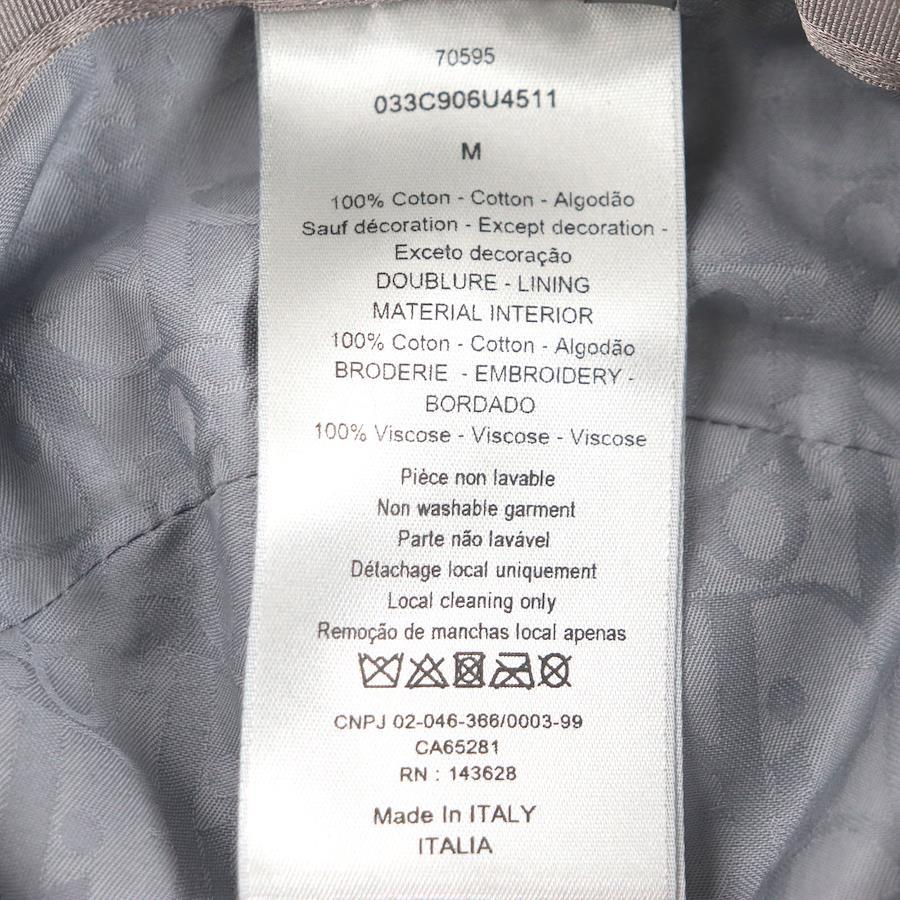 70595
033C906U4511
M
100% Coton - Cotton - Algodão
Sauf décoration - Except decoration -
Exceto decoração
DOUBLURE - LINING
MATERIAL INTERIOR
100% Coton - Cotton - Algodão
BRODERIE - EMBROIDERY -
BORDADO
100% Viscose - Viscose - Viscose
Pièce non lavable
Non washable garment
Parte não lavável
Détachage local uniquement
Local cleaning only
Remoção de manchas local apenas
CNPJ 02-046-366/0003-99
CA65281
RN : 143628
Made In ITALY
ITALIA